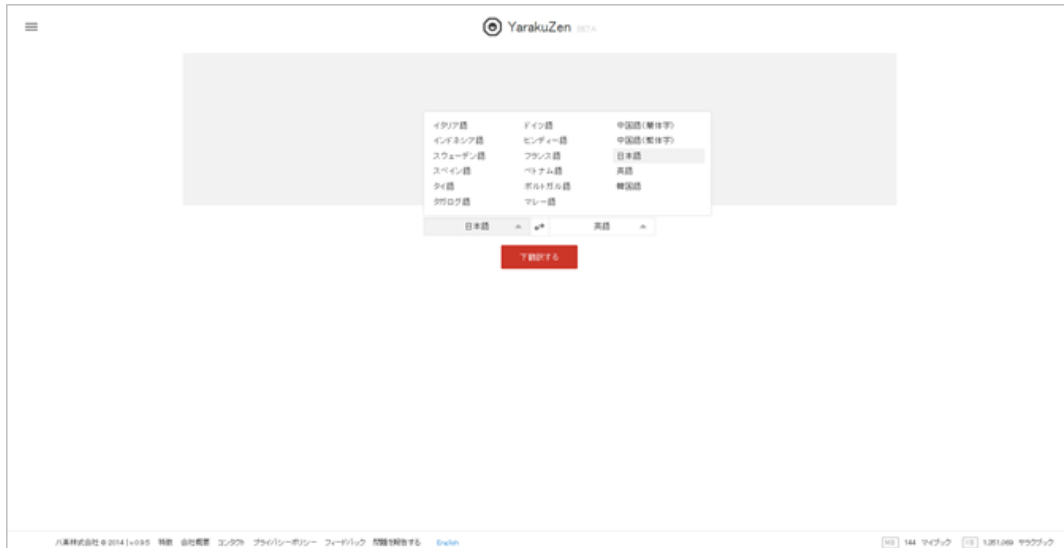 YarakuZen BETA
イタリア語 ドイツ語 中国語(簡体字)
インドネシア語 ヒンディー語 中国語(繁体字)
スウェーデン語 フランス語 日本語
スペイン語 ベトナム語 英語
タイ語 ポルトガル語 韓国語
タガログ語 マレー語
日本語 英語
下翻訳する
八楽株式会社 © 2014 | v.0.9.5 特徴 会社概要 コンタクト プライバシーポリシー フィードバック 問題を報告する English
144 マイブック 1,351,069 ヤラクブック